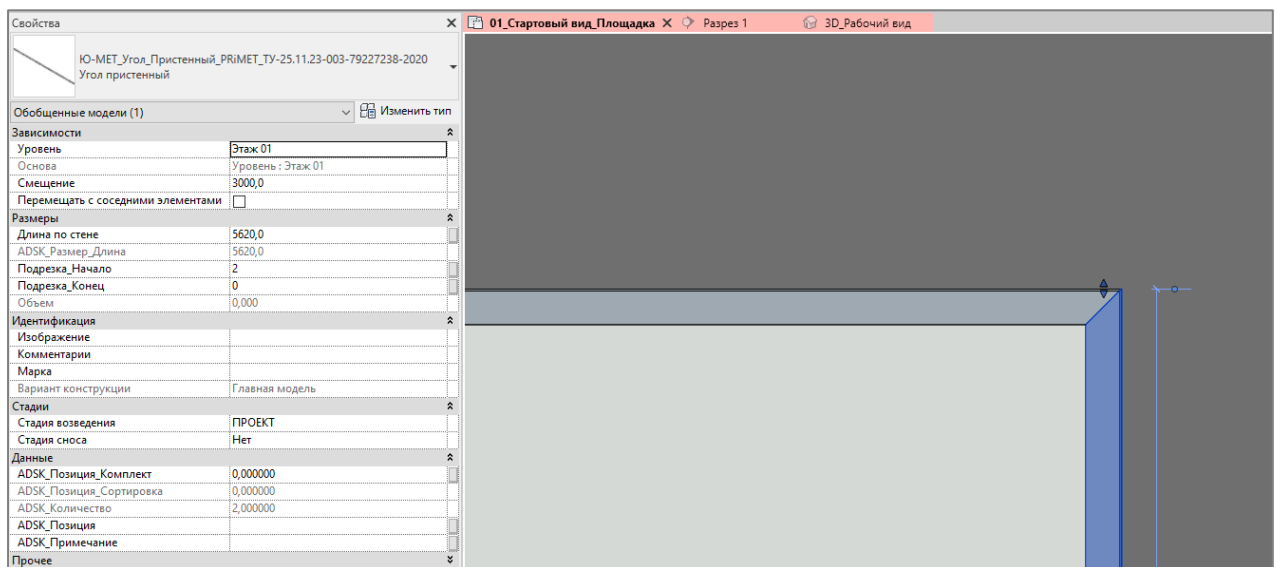 Свойства
01_Стартовый вид_Площадка
Разрез 1
3D_Рабочий вид
Ю-МЕТ_Угол_Пристенный_PRiMET_ТУ-25.11.23-003-79227238-2020
Угол пристенный
Обобщенные модели (1)
Изменить тип
Зависимости
Уровень Этаж 01
Основа Уровень : Этаж 01
Смещение 3000,0
Перемещать с соседними элементами
Размеры
Длина по стене 5620,0
ADSK_Размер_Длина 5620,0
Подрезка_Начало 2
Подрезка_Конец 0
Объем 0,000
Идентификация
Изображение
Комментарии
Марка
Вариант конструкции Главная модель
Стадии
Стадия возведения ПРОЕКТ
Стадия сноса Нет
Данные
ADSK_Позиция_Комплект 0,000000
ADSK_Позиция_Сортировка 0,000000
ADSK_Количество 2,000000
ADSK_Позиция
ADSK_Примечание
Прочее